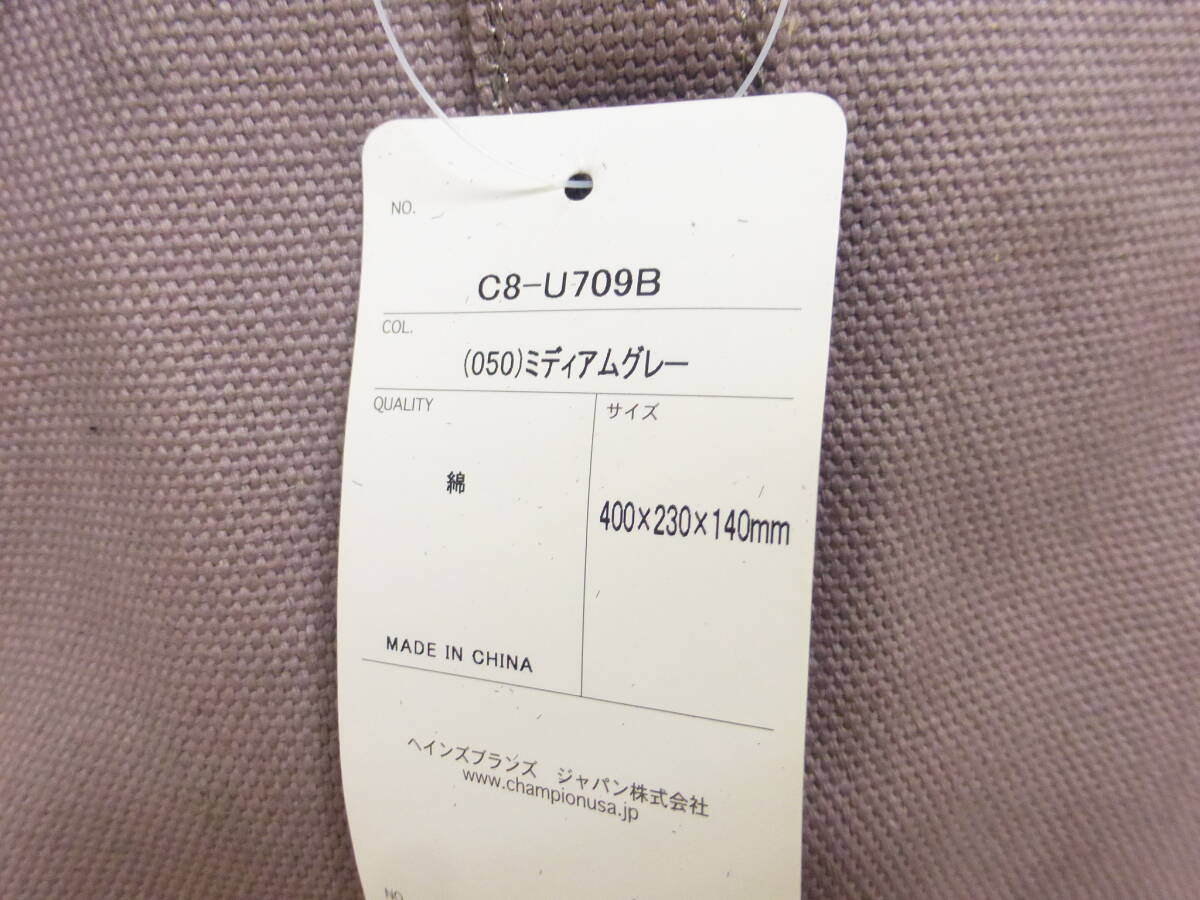 NO.
C8-U709B
COL.
(050)ミディアムグレー
QUALITY
サイズ
綿
400×230×140mm
MADE IN CHINA
ヘインズブランズ ジャパン株式会社
www.championusa.jp
NO.